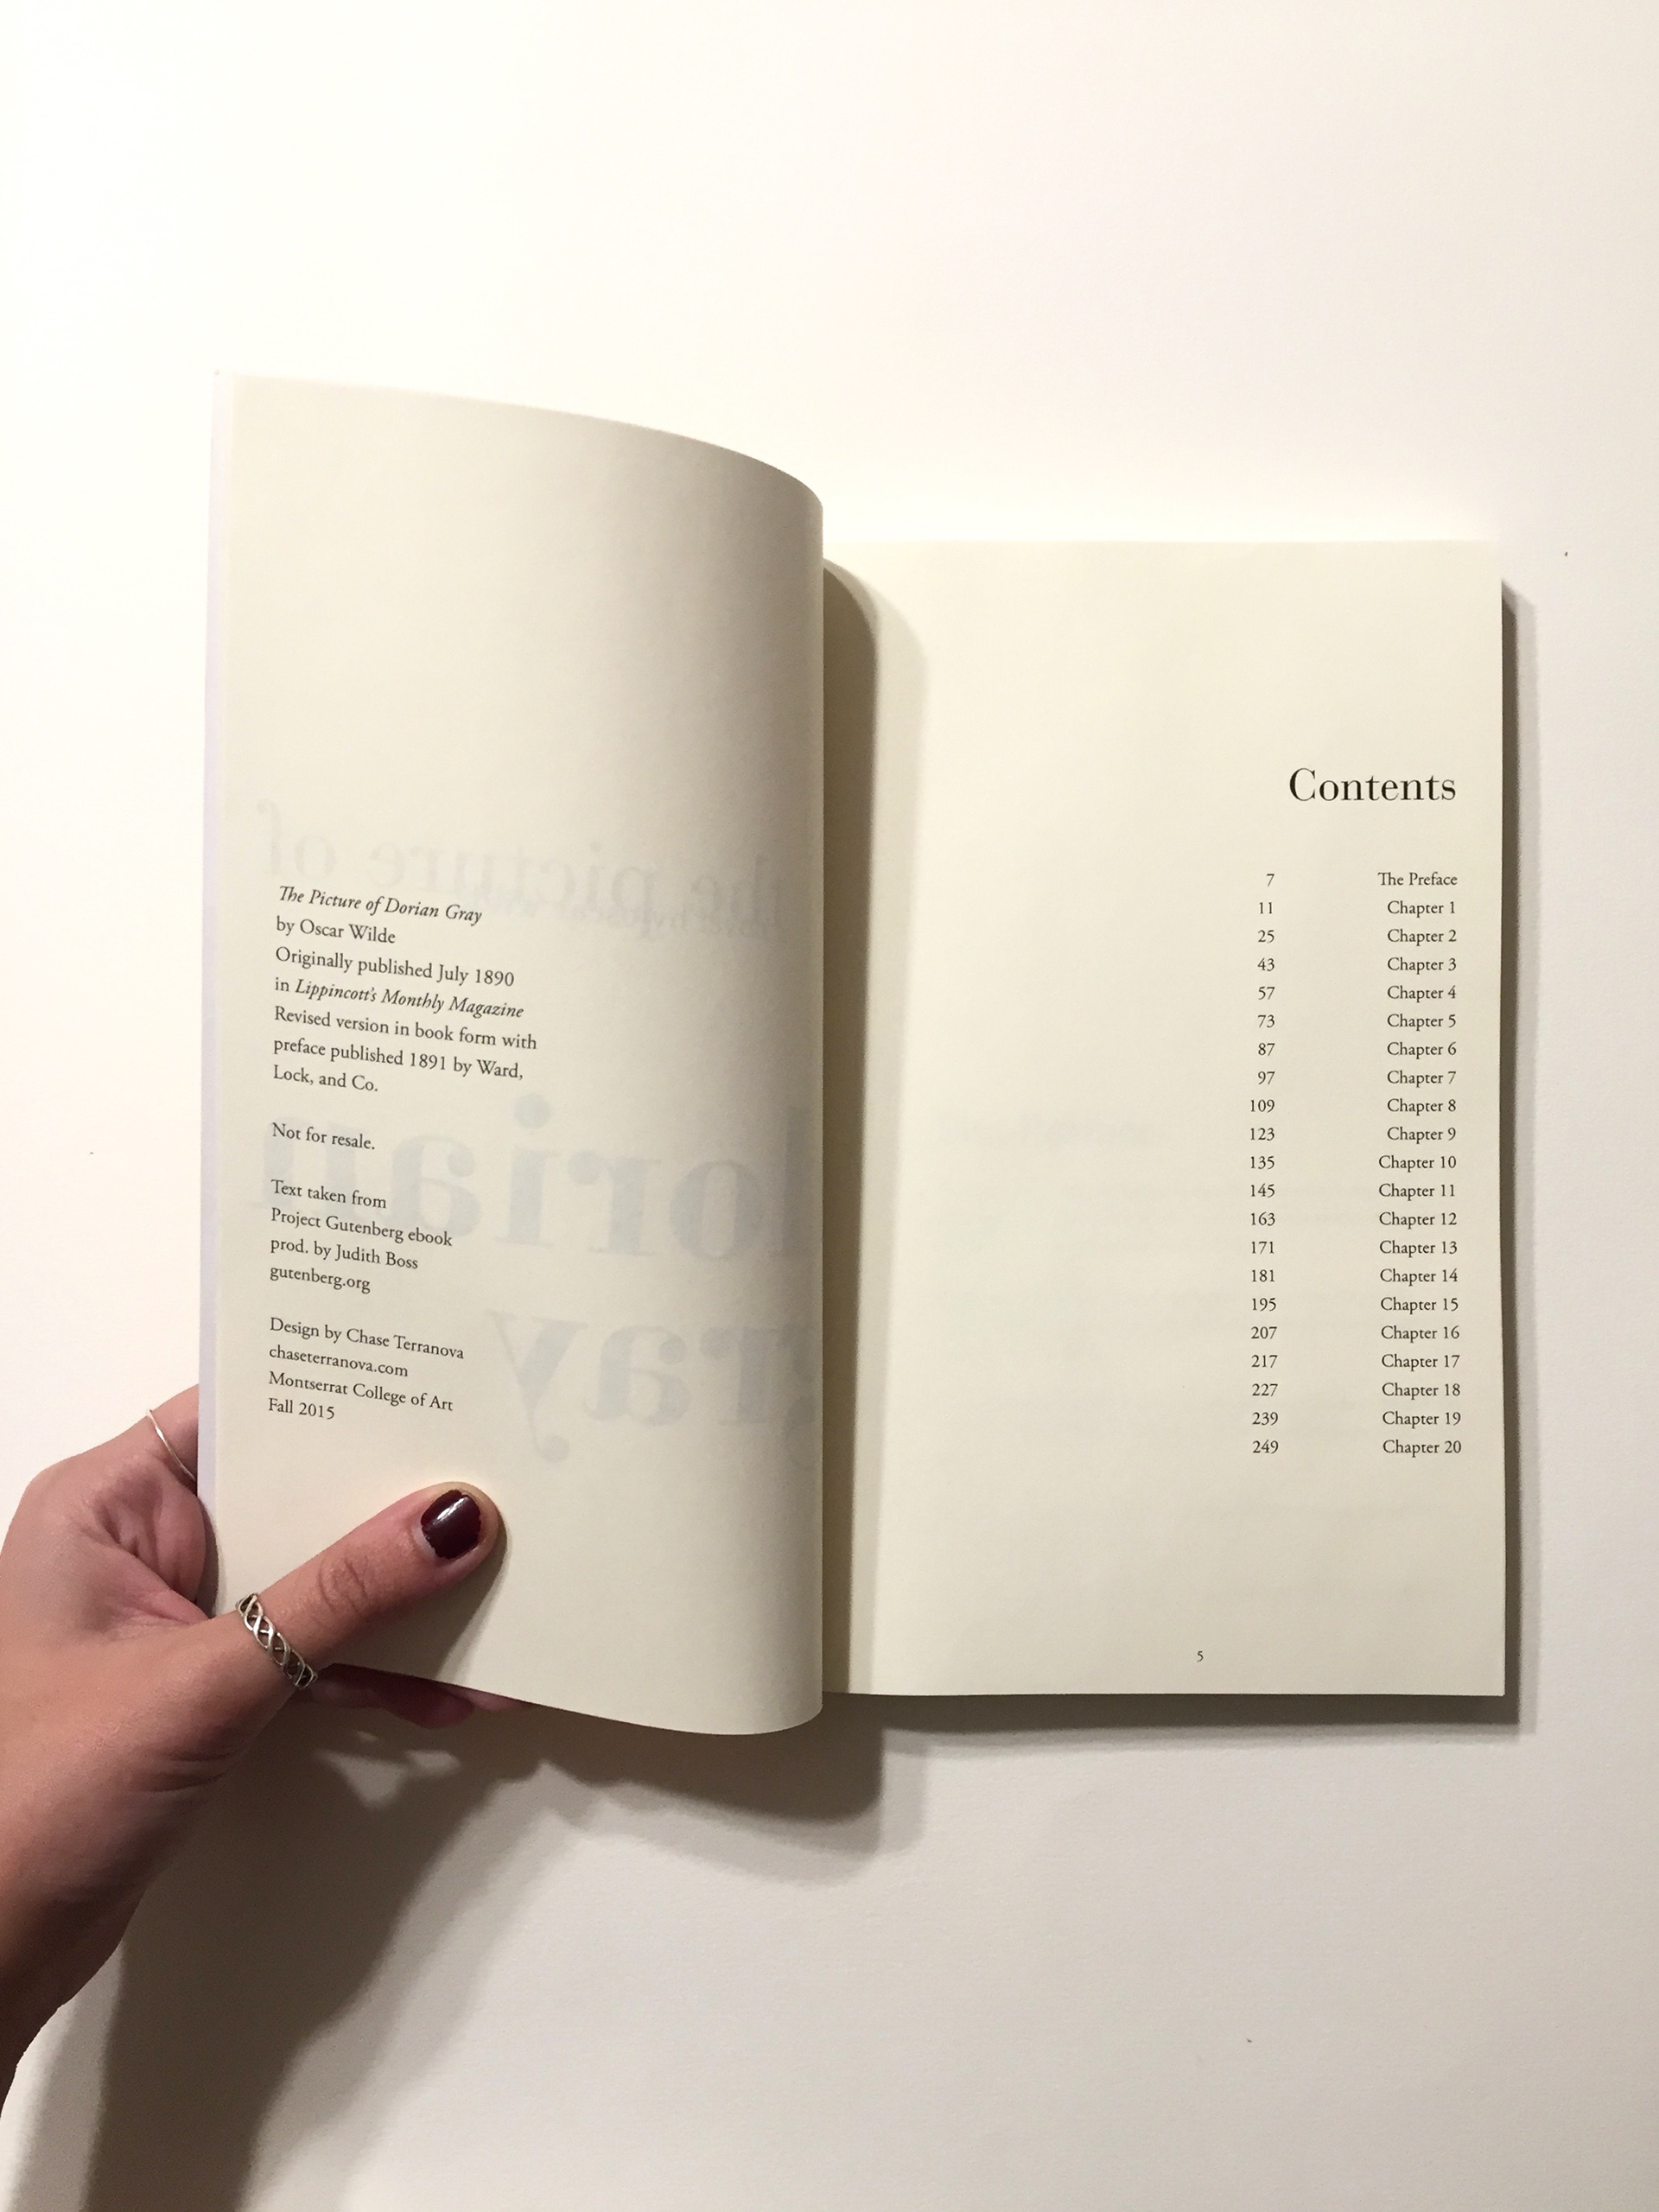 The Picture of Dorian Gray
by Oscar Wilde
Originally published July 1890
in Lippincott's Monthly Magazine
Revised version in book form with
preface published 1891 by Ward,
Lock, and Co.
Not for resale.
Text taken from
Project Gutenberg ebook
prod. by Judith Boss
gutenberg.org
Design by Chase Terranova
chaseterranova.com
Montserrat College of Art
Fall 2015
the picture of
dorian
gray
Contents
7 The Preface
11 Chapter 1
25 Chapter 2
43 Chapter 3
57 Chapter 4
73 Chapter 5
87 Chapter 6
97 Chapter 7
109 Chapter 8
123 Chapter 9
135 Chapter 10
145 Chapter 11
163 Chapter 12
171 Chapter 13
181 Chapter 14
195 Chapter 15
207 Chapter 16
217 Chapter 17
227 Chapter 18
239 Chapter 19
249 Chapter 20
5